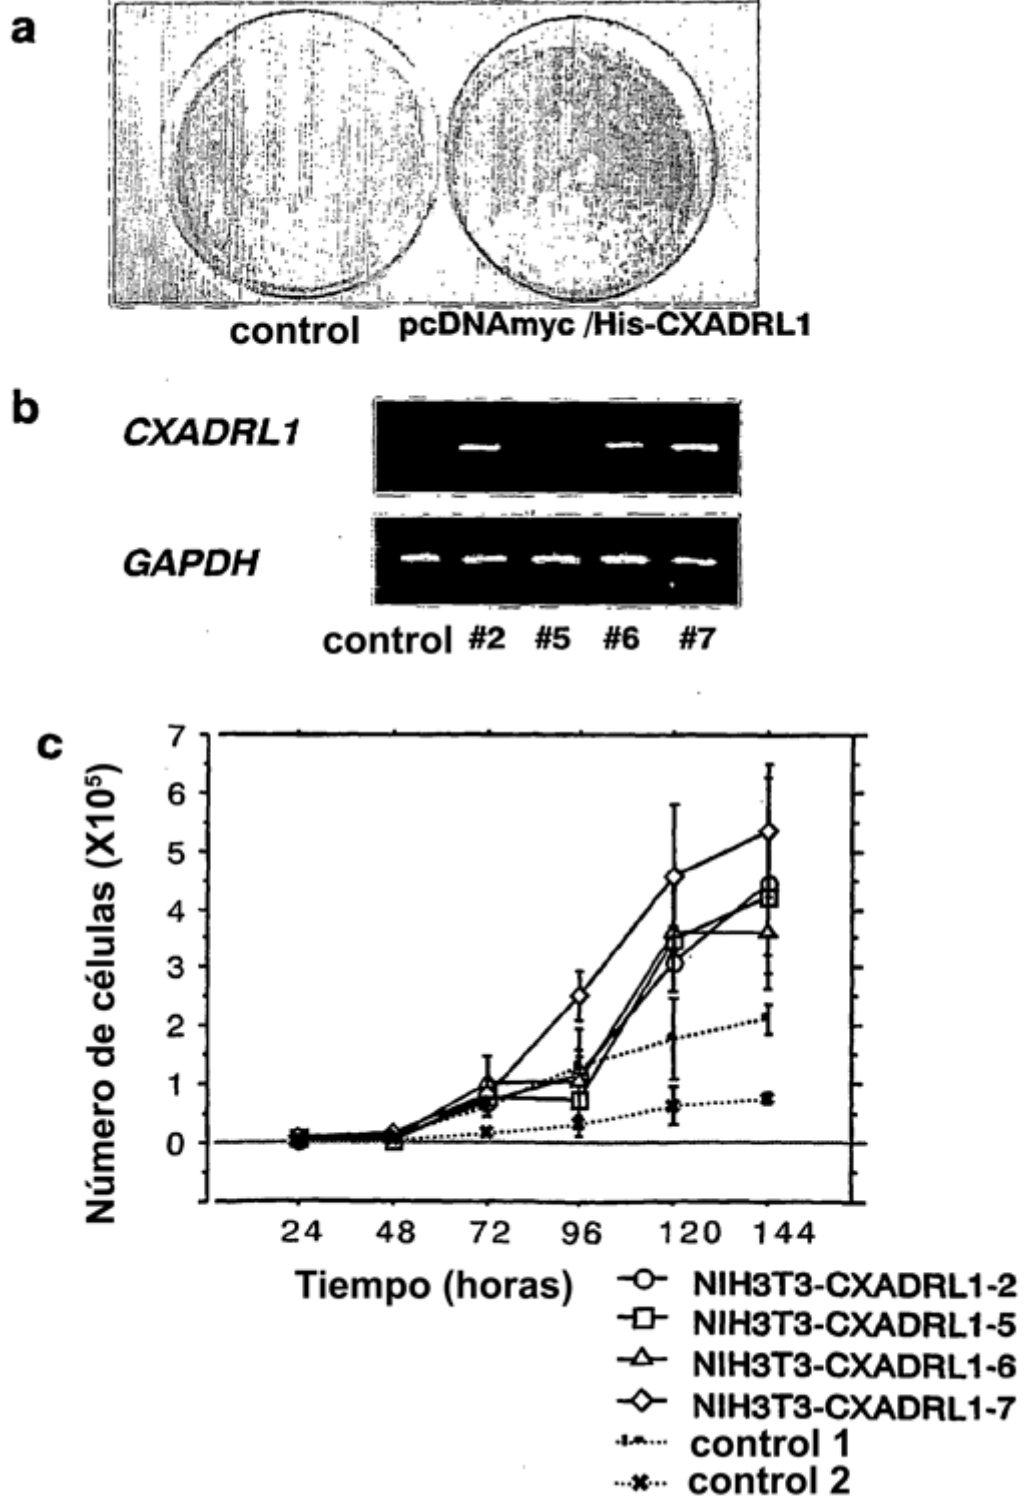 a
control pcDNAmyc /His-CXADRL1
b
CXADRL1
GAPDH
control #2 #5 #6 #7
c
Número de células (X10⁵)
7
6
5
4
3
2
1
0
24 48 72 96 120 144
Tiempo (horas)
NIH3T3-CXADRL1-2
NIH3T3-CXADRL1-5
NIH3T3-CXADRL1-6
NIH3T3-CXADRL1-7
control 1
control 2